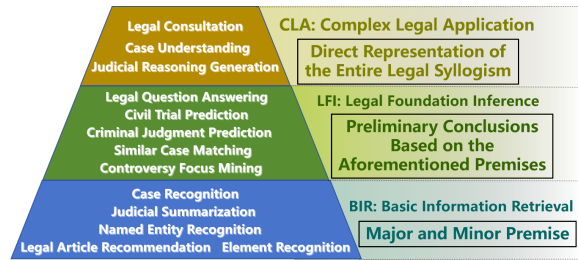 Legal Consultation
Case Understanding
Judicial Reasoning Generation
CLA: Complex Legal Application
Direct Representation of
the Entire Legal Syllogism
Legal Question Answering
Civil Trial Prediction
Criminal Judgment Prediction
Similar Case Matching
Controversy Focus Mining
LFI: Legal Foundation Inference
Preliminary Conclusions
Based on the
Aforementioned Premises
Case Recognition
Judicial Summarization
Named Entity Recognition
Legal Article Recommendation Element Recognition
BIR: Basic Information Retrieval
Major and Minor Premise